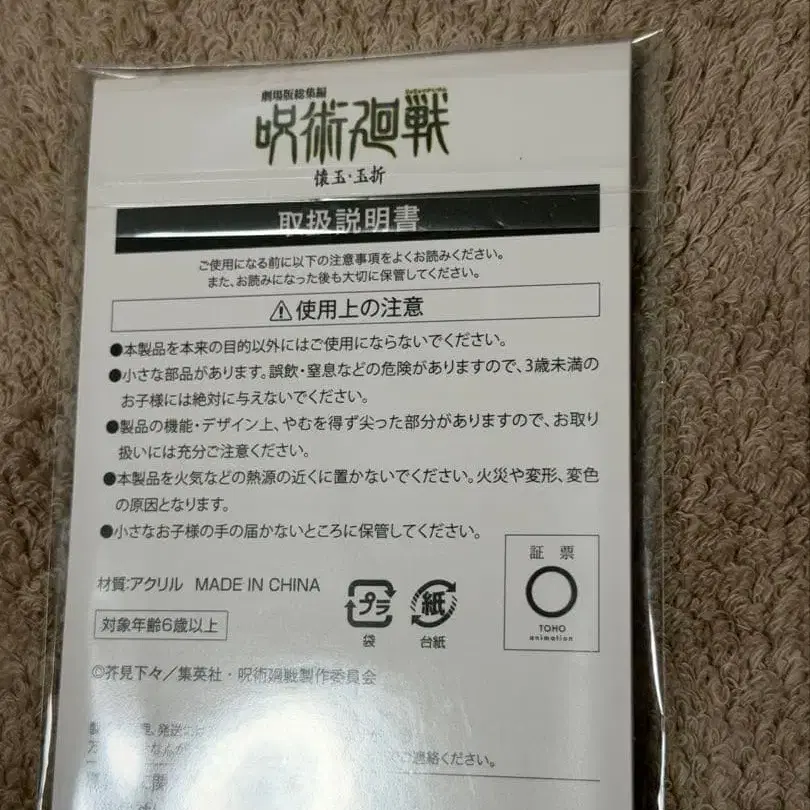 劇場版総集編
呪術廻戦
懐玉・玉折
取扱説明書
ご使用になる前に以下の注意事項をよくお読みください。
また、お読みになった後も大切に保管してください。
使用上の注意
●本製品を本来の目的以外にはご使用にならないでください。
●小さな部品があります。誤飲・窒息などの危険がありますので、3歳未満の
お子様には絶対に与えないでください。
●製品の機能・デザイン上、やむを得ず尖った部分がありますので、お取り
扱いには充分ご注意ください。
●本製品を火気などの熱源の近くに置かないでください。火災や変形、変色
の原因となります。
●小さなお子様の手の届かないところに保管してください。
材質:アクリル MADE IN CHINA
対象年齢6歳以上
プラ
袋
紙
台紙
証 票
TOHO
animation
©芥見下々／集英社・呪術廻戦製作委員会
発送
ご連絡ください。